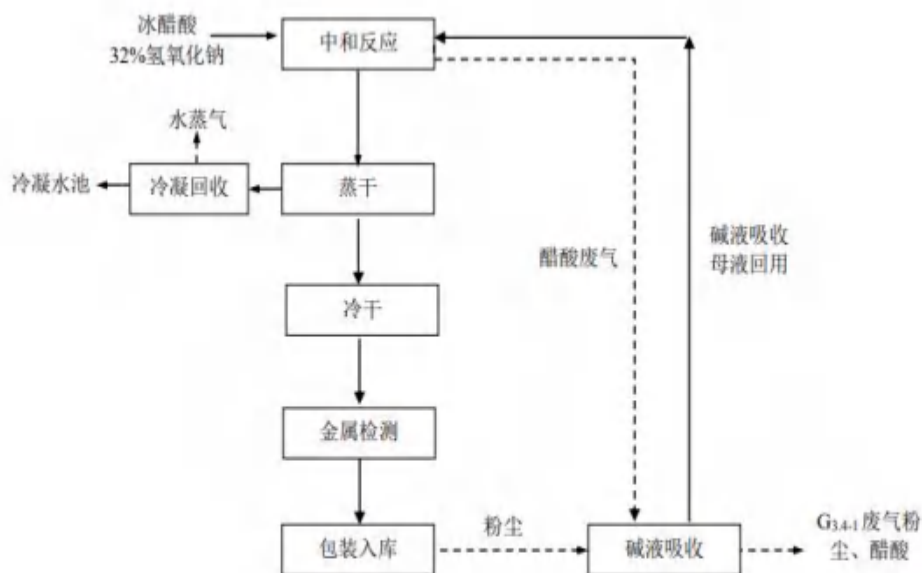 冰醋酸
32%氢氧化钠
中和反应
水蒸气
冷凝水池
冷凝回收
蒸干
醋酸废气
碱液吸收
母液回用
冷干
金属检测
包装入库
粉尘
碱液吸收
G3.4-1 废气粉
尘、醋酸